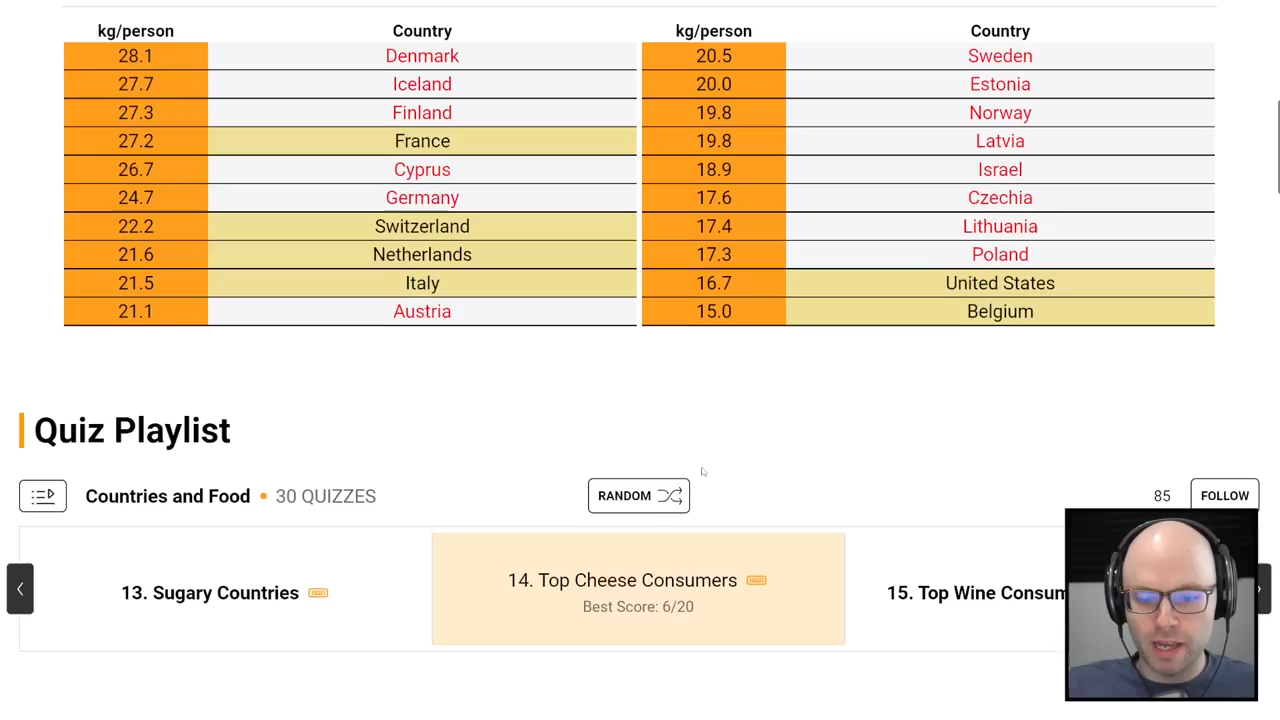 kg/person Country kg/person Country
28.1 Denmark 20.5 Sweden
27.7 Iceland 20.0 Estonia
27.3 Finland 19.8 Norway
27.2 France 19.8 Latvia
26.7 Cyprus 18.9 Israel
24.7 Germany 17.6 Czechia
22.2 Switzerland 17.4 Lithuania
21.6 Netherlands 17.3 Poland
21.5 Italy 16.7 United States
21.1 Austria 15.0 Belgium
Quiz Playlist
Countries and Food • 30 QUIZZES RANDOM 85 FOLLOW
13. Sugary Countries
14. Top Cheese Consumers
Best Score: 6/20
15. Top Wine Consum